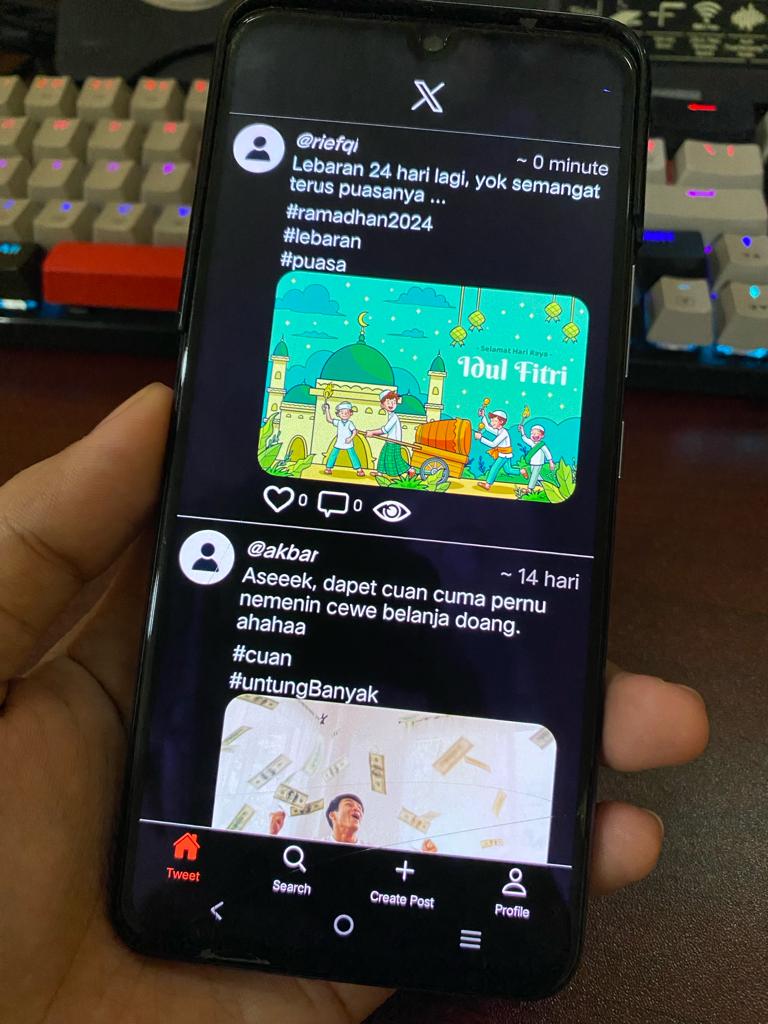 X
@riefqi
~ 0 minute
Lebaran 24 hari lagi, yok semangat
terus puasanya ...
#ramadhan2024
#lebaran
#puasa
- Selamat Hari Raya -
Idul Fitri
0 0
@akbar
~ 14 hari
Aseeek, dapet cuan cuma pernu
nemenin cewe belanja doang.
ahahaa
#cuan
#untungBanyak
Tweet
Search
Create Post
Profile